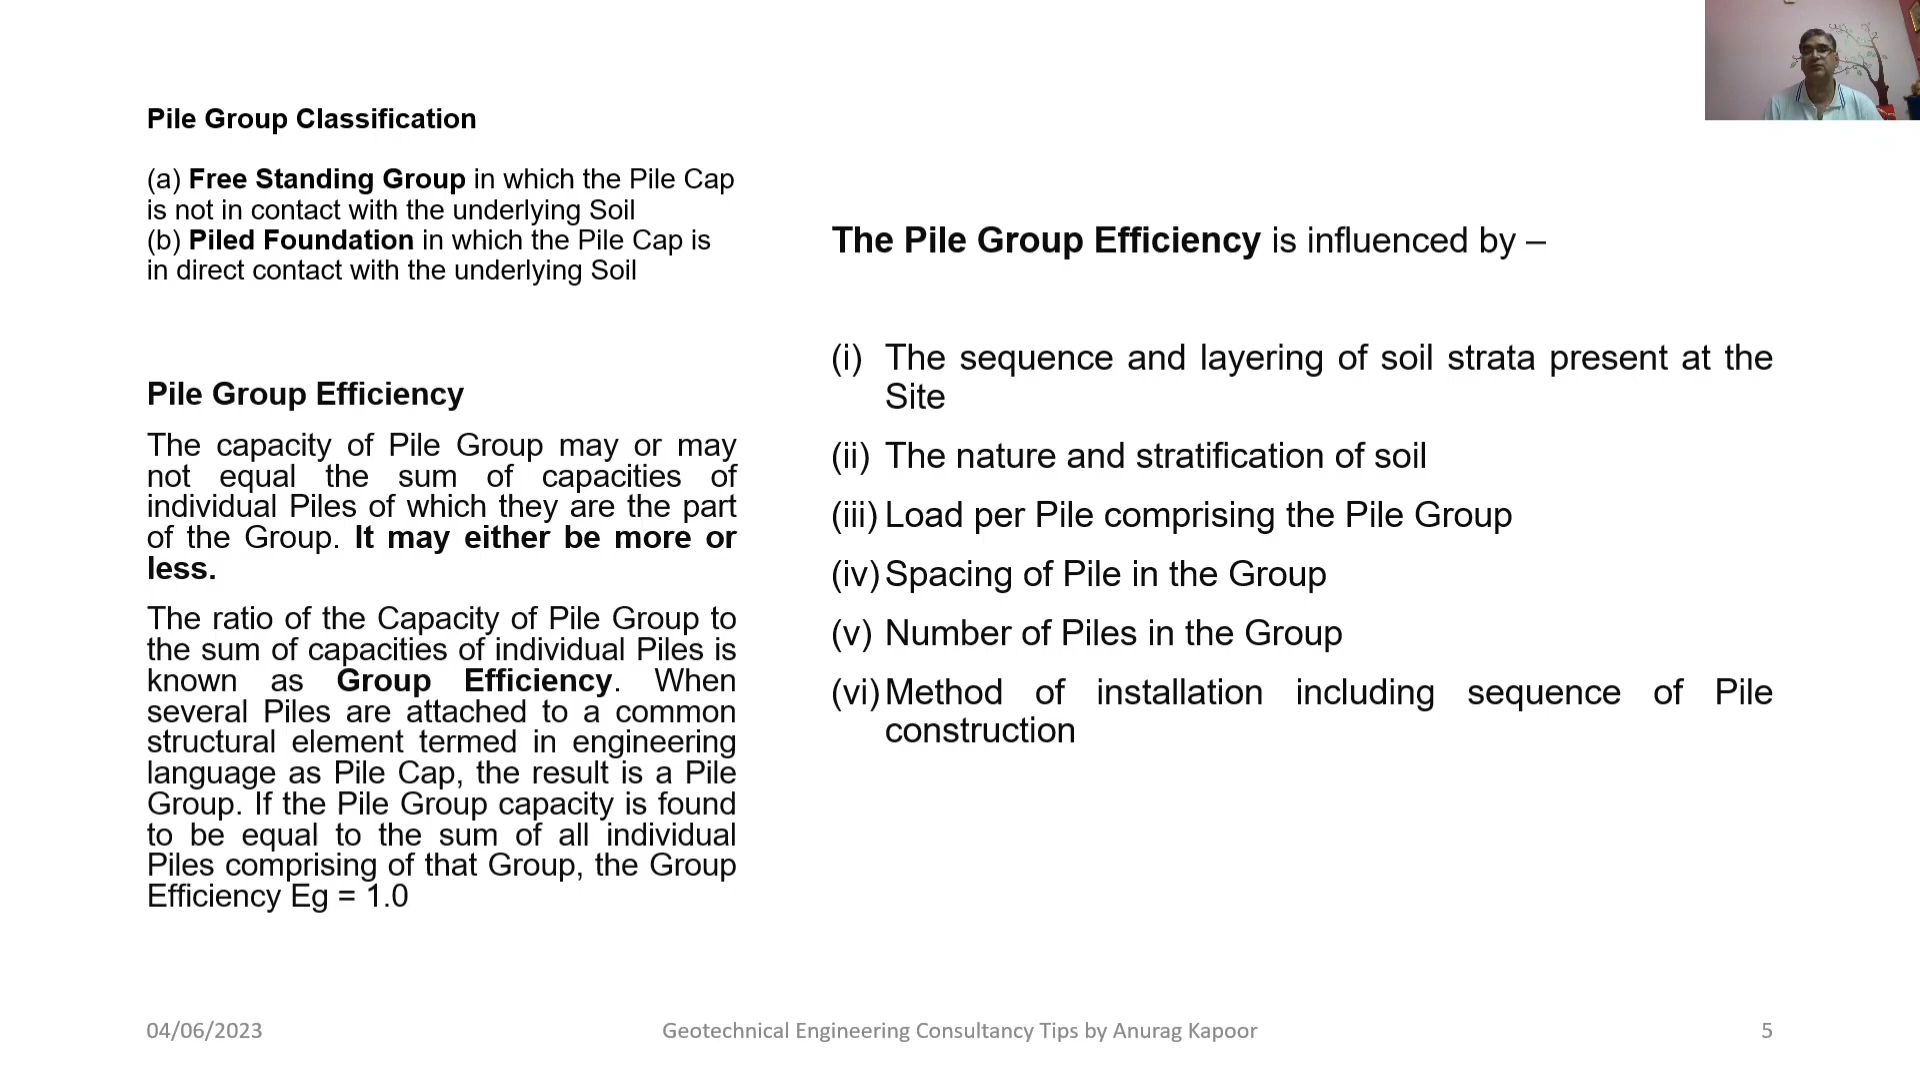 Pile Group Classification
(a) Free Standing Group in which the Pile Cap
is not in contact with the underlying Soil
(b) Piled Foundation in which the Pile Cap is
in direct contact with the underlying Soil
Pile Group Efficiency
The capacity of Pile Group may or may
not equal the sum of capacities of
individual Piles of which they are the part
of the Group. It may either be more or
less.
The ratio of the Capacity of Pile Group to
the sum of capacities of individual Piles is
known as Group Efficiency. When
several Piles are attached to a common
structural element termed in engineering
language as Pile Cap, the result is a Pile
Group. If the Pile Group capacity is found
to be equal to the sum of all individual
Piles comprising of that Group, the Group
Efficiency Eg = 1.0
The Pile Group Efficiency is influenced by –
(i) The sequence and layering of soil strata present at the
Site
(ii) The nature and stratification of soil
(iii) Load per Pile comprising the Pile Group
(iv) Spacing of Pile in the Group
(v) Number of Piles in the Group
(vi) Method of installation including sequence of Pile
construction
04/06/2023
Geotechnical Engineering Consultancy Tips by Anurag Kapoor
5